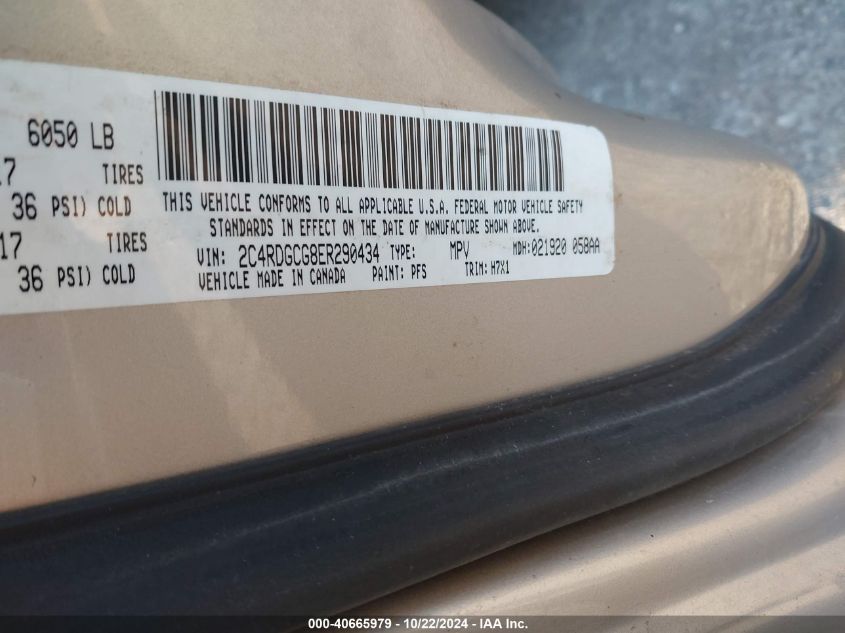 6050 LB
17 TIRES
36 PSI) COLD
17 TIRES
36 PSI) COLD
THIS VEHICLE CONFORMS TO ALL APPLICABLE U.S.A. FEDERAL MOTOR VEHICLE SAFETY
STANDARDS IN EFFECT ON THE DATE OF MANUFACTURE SHOWN ABOVE.
VIN: 2C4RDGCG8ER290434 TYPE: MPV MDH:021920 058AA
VEHICLE MADE IN CANADA PAINT: PFS TRIM: H7X1
000-40665979 - 10/22/2024 - IAA Inc.